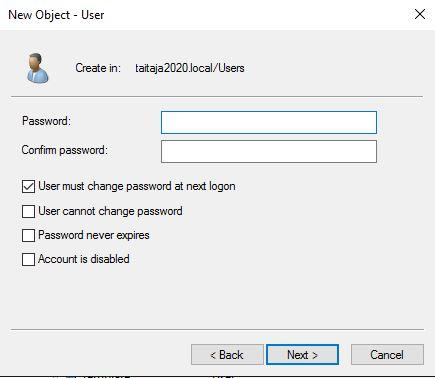 New Object - User
Create in: taitaja2020.local/Users
Password:
Confirm password:
User must change password at next logon
User cannot change password
Password never expires
Account is disabled
< Back Next > Cancel